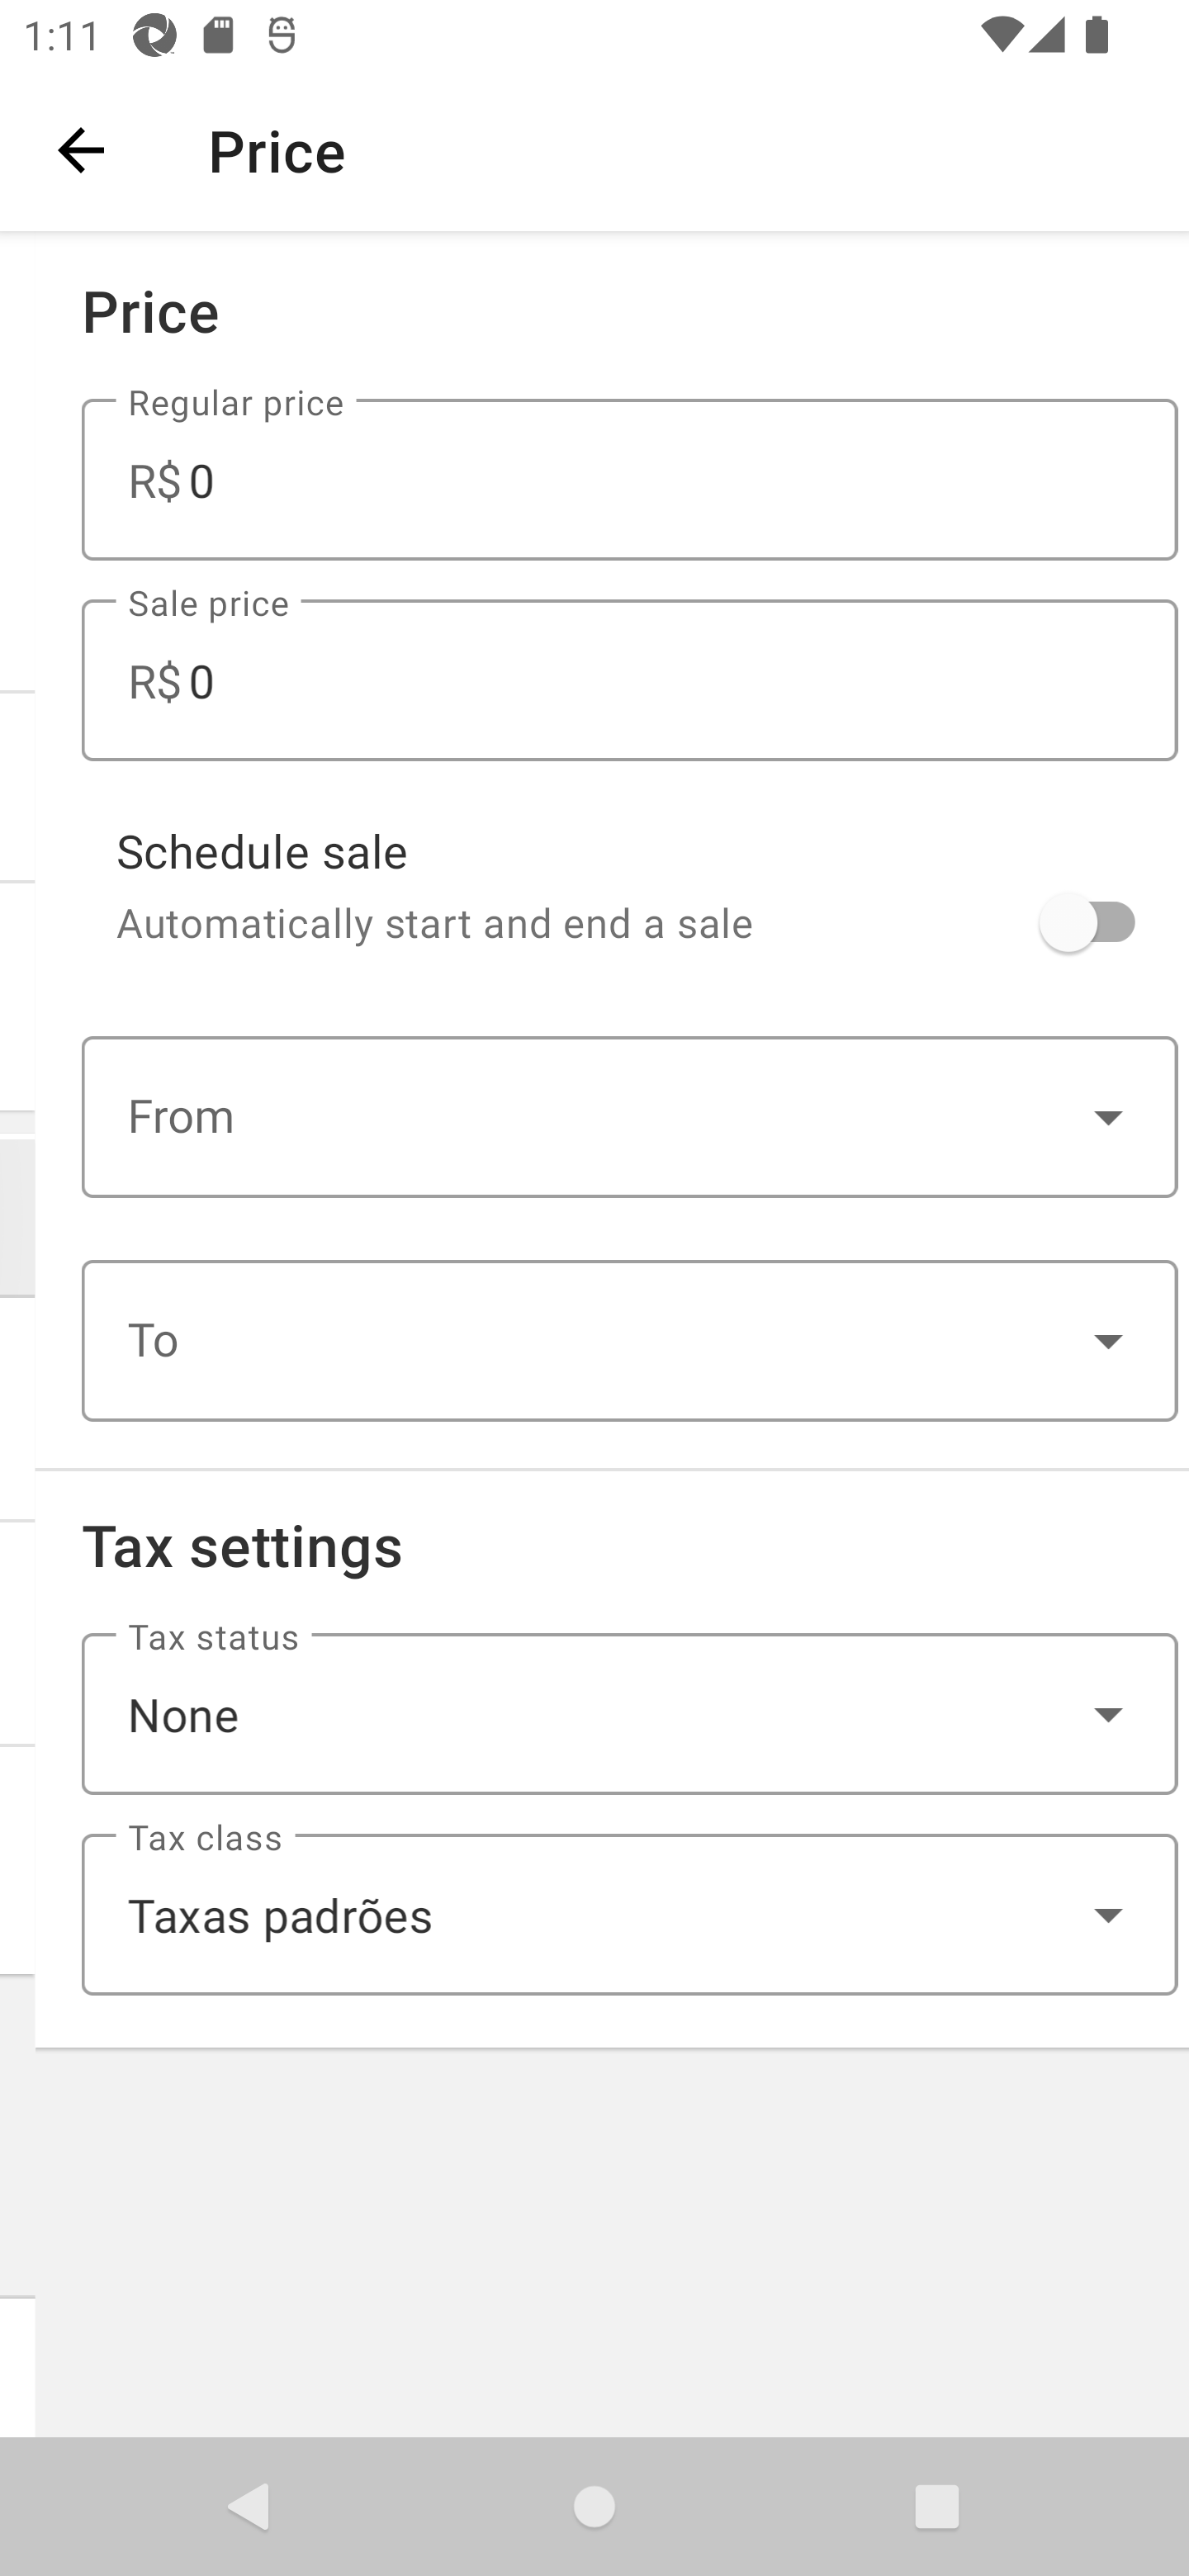 1:11
Price
Price
Regular price
R$ 0
Sale price
R$ 0
Schedule sale
Automatically start and end a sale
From
To
Tax settings
Tax status
None
Tax class
Taxas padrões